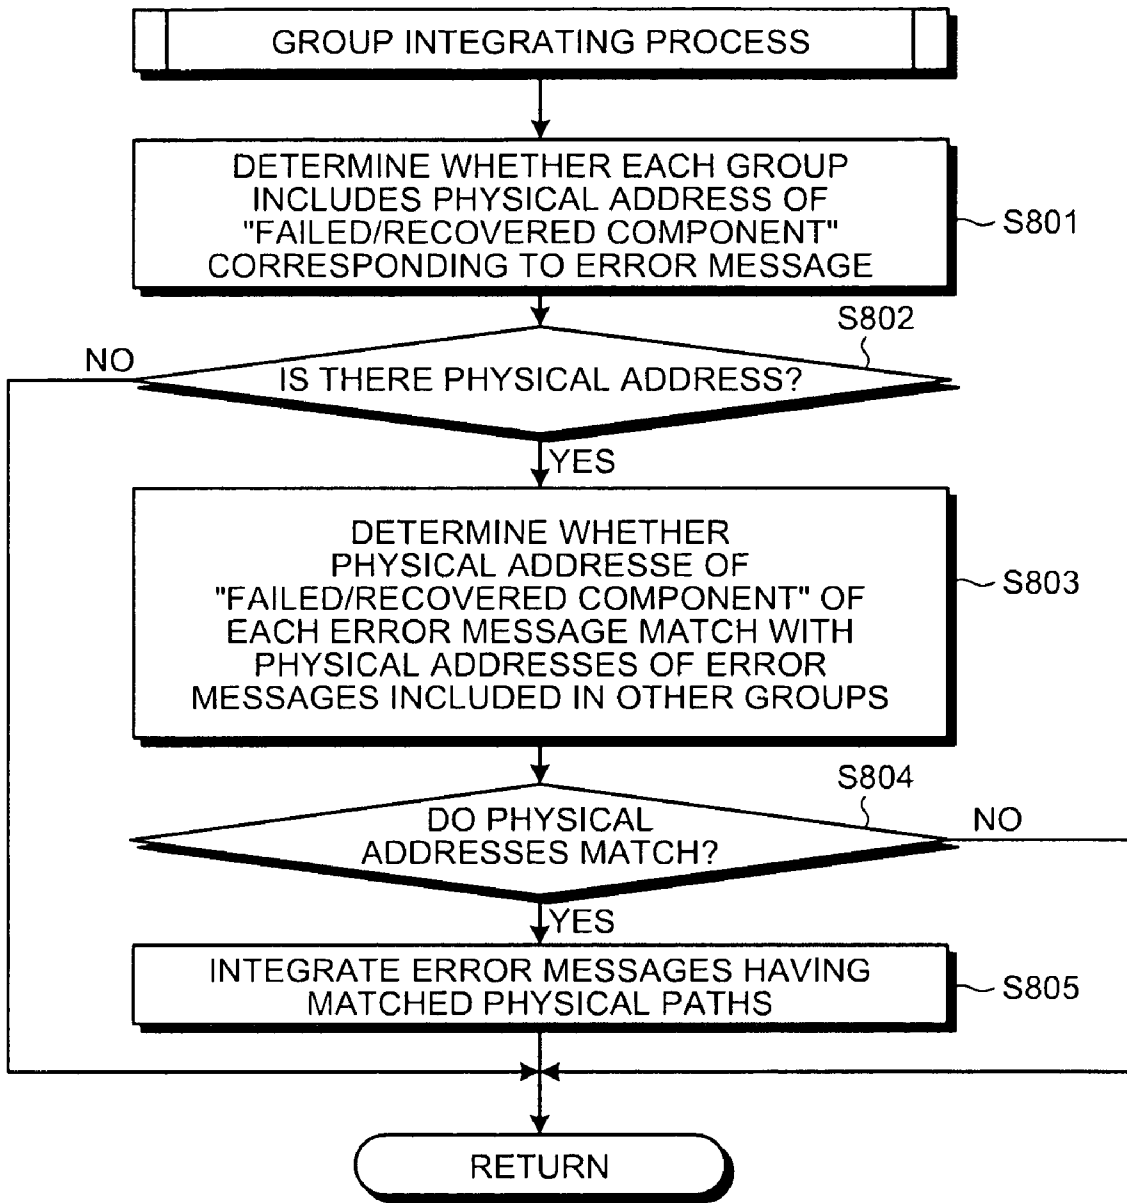 GROUP INTEGRATING PROCESS
DETERMINE WHETHER EACH GROUP
INCLUDES PHYSICAL ADDRESS OF
"FAILED/RECOVERED COMPONENT"
CORRESPONDING TO ERROR MESSAGE
S801
S802
NO
IS THERE PHYSICAL ADDRESS?
YES
DETERMINE WHETHER
PHYSICAL ADDRESSE OF
"FAILED/RECOVERED COMPONENT" OF
EACH ERROR MESSAGE MATCH WITH
PHYSICAL ADDRESSES OF ERROR
MESSAGES INCLUDED IN OTHER GROUPS
S803
S804
DO PHYSICAL
ADDRESSES MATCH?
NO
YES
INTEGRATE ERROR MESSAGES HAVING
MATCHED PHYSICAL PATHS
S805
RETURN